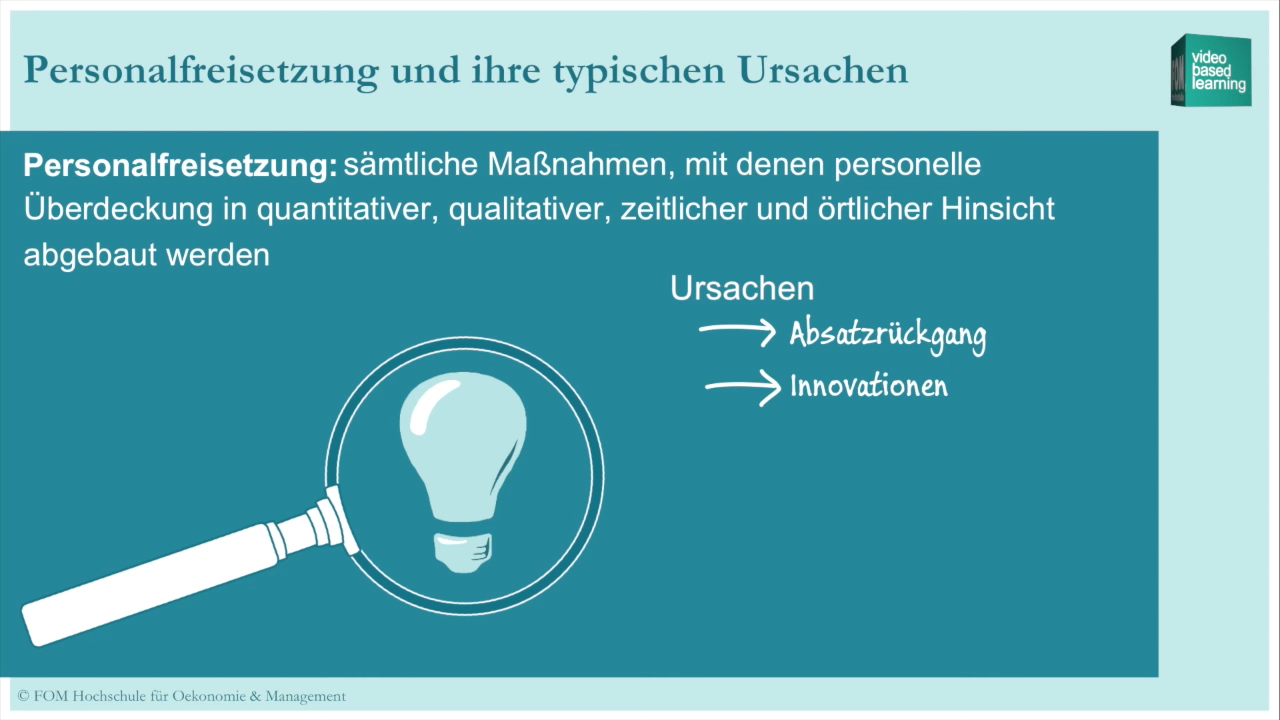 Personalfreisetzung und ihre typischen Ursachen
video
based
learning
FOM
Personalfreisetzung: sämtliche Maßnahmen, mit denen personelle
Überdeckung in quantitativer, qualitativer, zeitlicher und örtlicher Hinsicht
abgebaut werden
Ursachen
Absatzrückgang
Innovationen
© FOM Hochschule für Oekonomie & Management